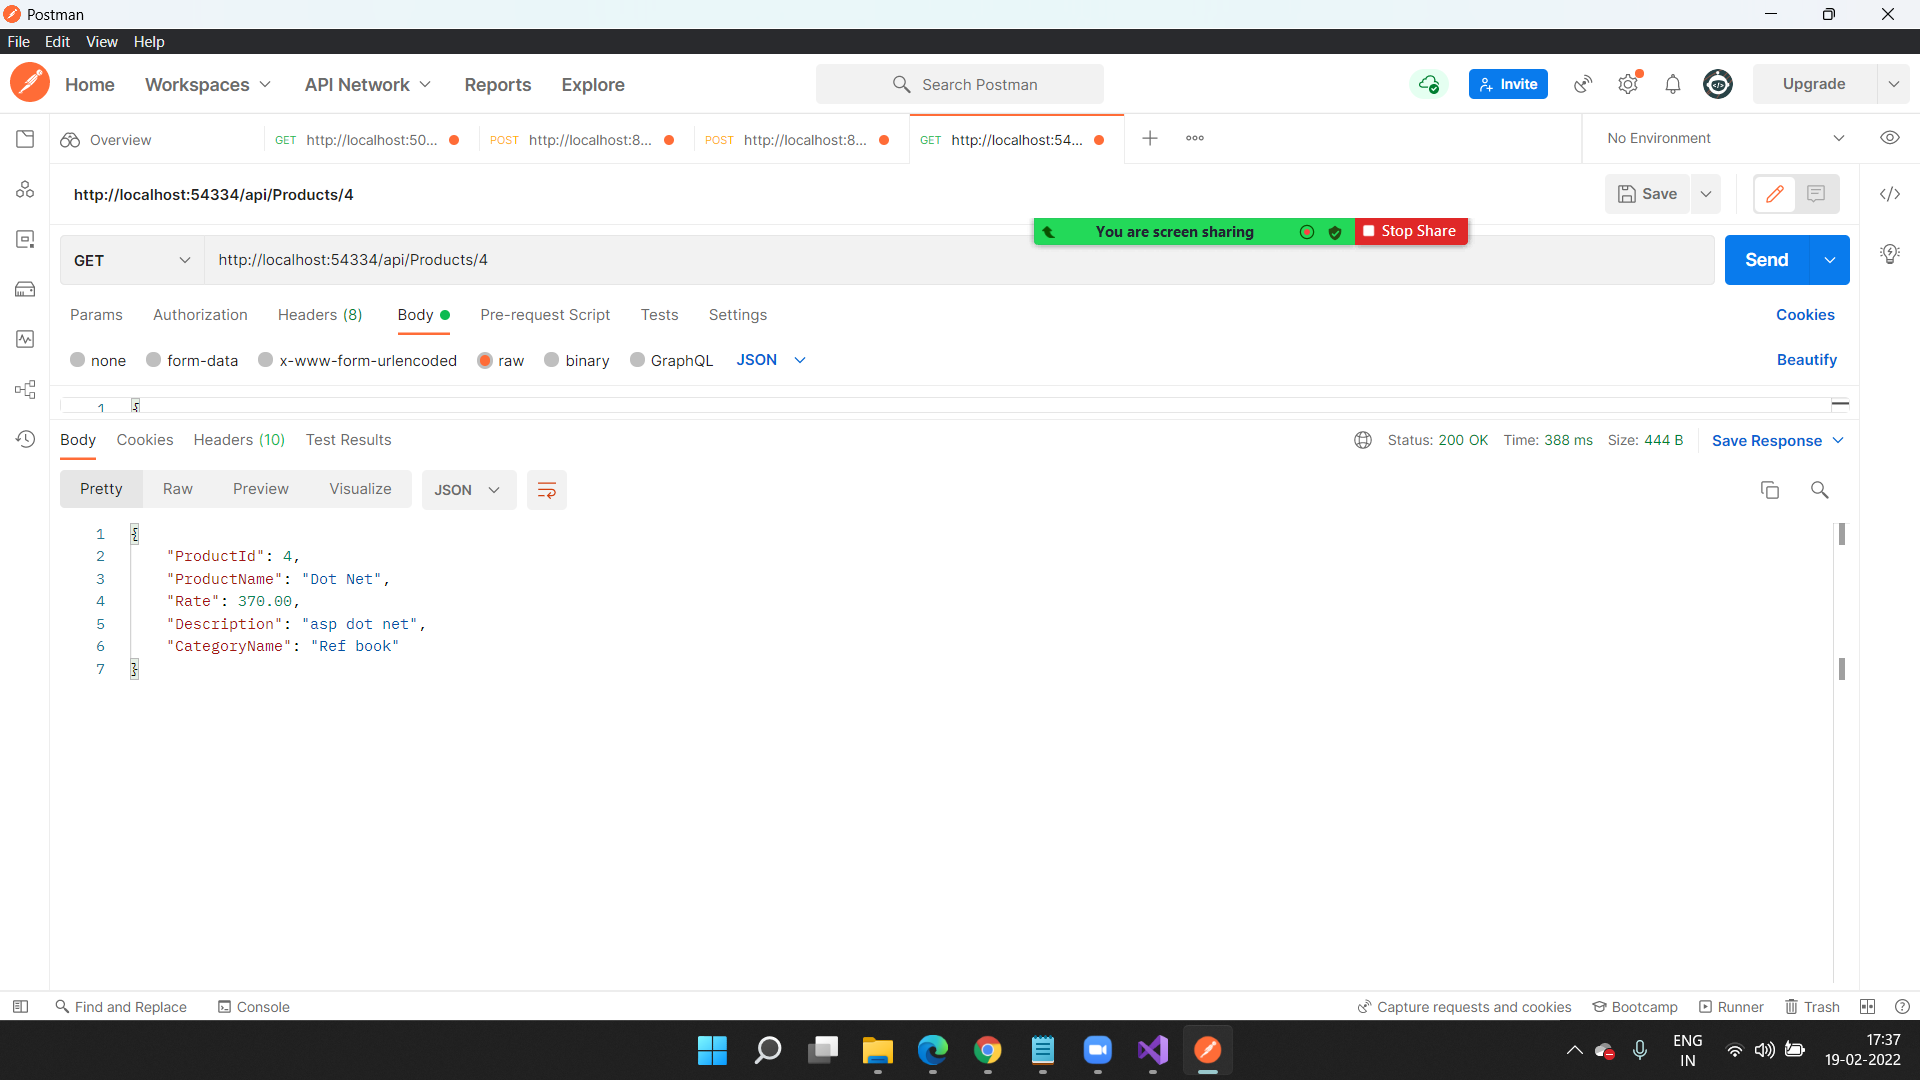 Postman
File Edit View Help
Home Workspaces API Network Reports Explore Search Postman Invite Upgrade
Overview GET http://localhost:50... POST http://localhost:8... POST http://localhost:8... GET http://localhost:54... No Environment
http://localhost:54334/api/Products/4 Save
You are screen sharing Stop Share
GET http://localhost:54334/api/Products/4 Send
Params Authorization Headers (8) Body Pre-request Script Tests Settings Cookies
none form-data x-www-form-urlencoded raw binary GraphQL JSON Beautify
1 {
Body Cookies Headers (10) Test Results Status: 200 OK Time: 388 ms Size: 444 B Save Response
Pretty Raw Preview Visualize JSON
1 {
2 "ProductId": 4,
3 "ProductName": "Dot Net",
4 "Rate": 370.00,
5 "Description": "asp dot net",
6 "CategoryName": "Ref book"
7 }
Find and Replace Console Capture requests and cookies Bootcamp Runner Trash
ENG 17:37
IN 19-02-2022